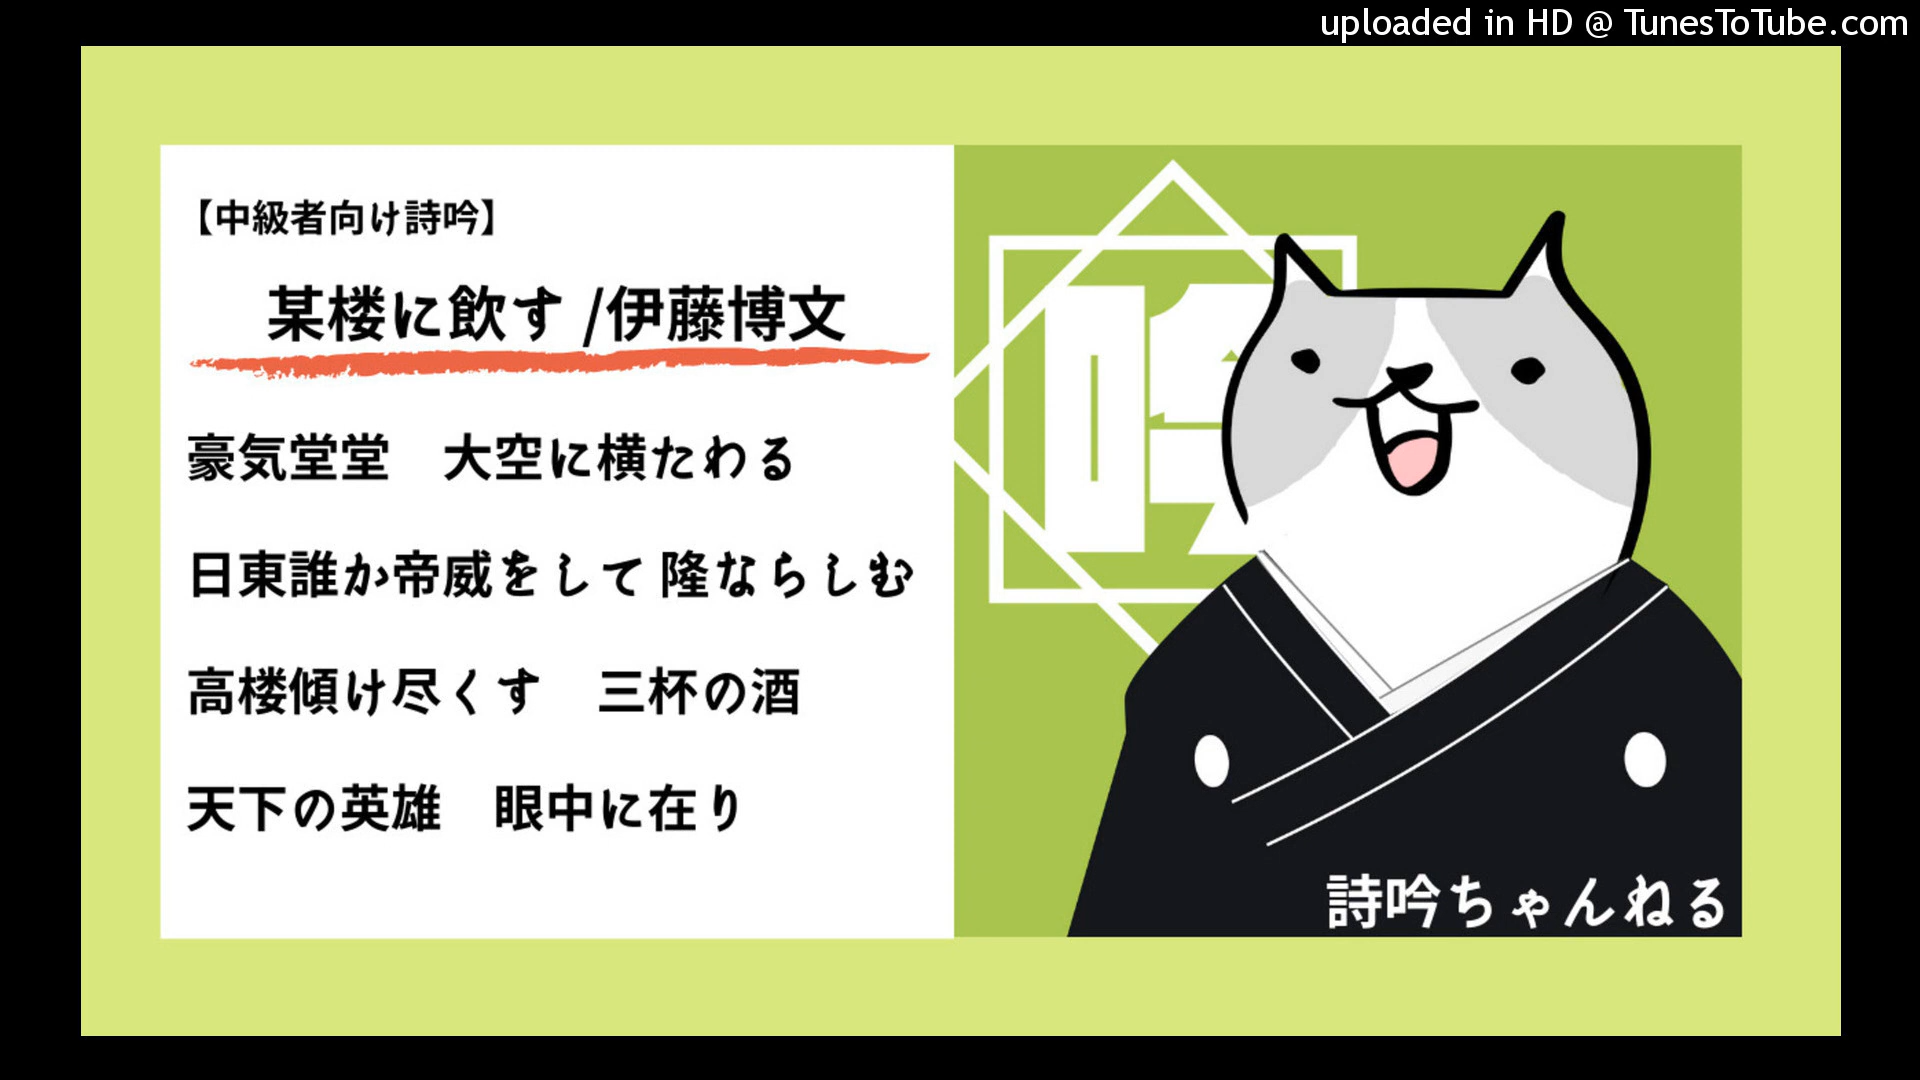 uploaded in HD @ TunesToTube.com
【中級者向け詩吟】
某楼に飲す /伊藤博文
豪気堂堂　大空に横たわる
日東誰か帝威をして 隆ならしむ
高楼傾け尽くす　三杯の酒
天下の英雄　眼中に在り
吟
詩吟ちゃんねる